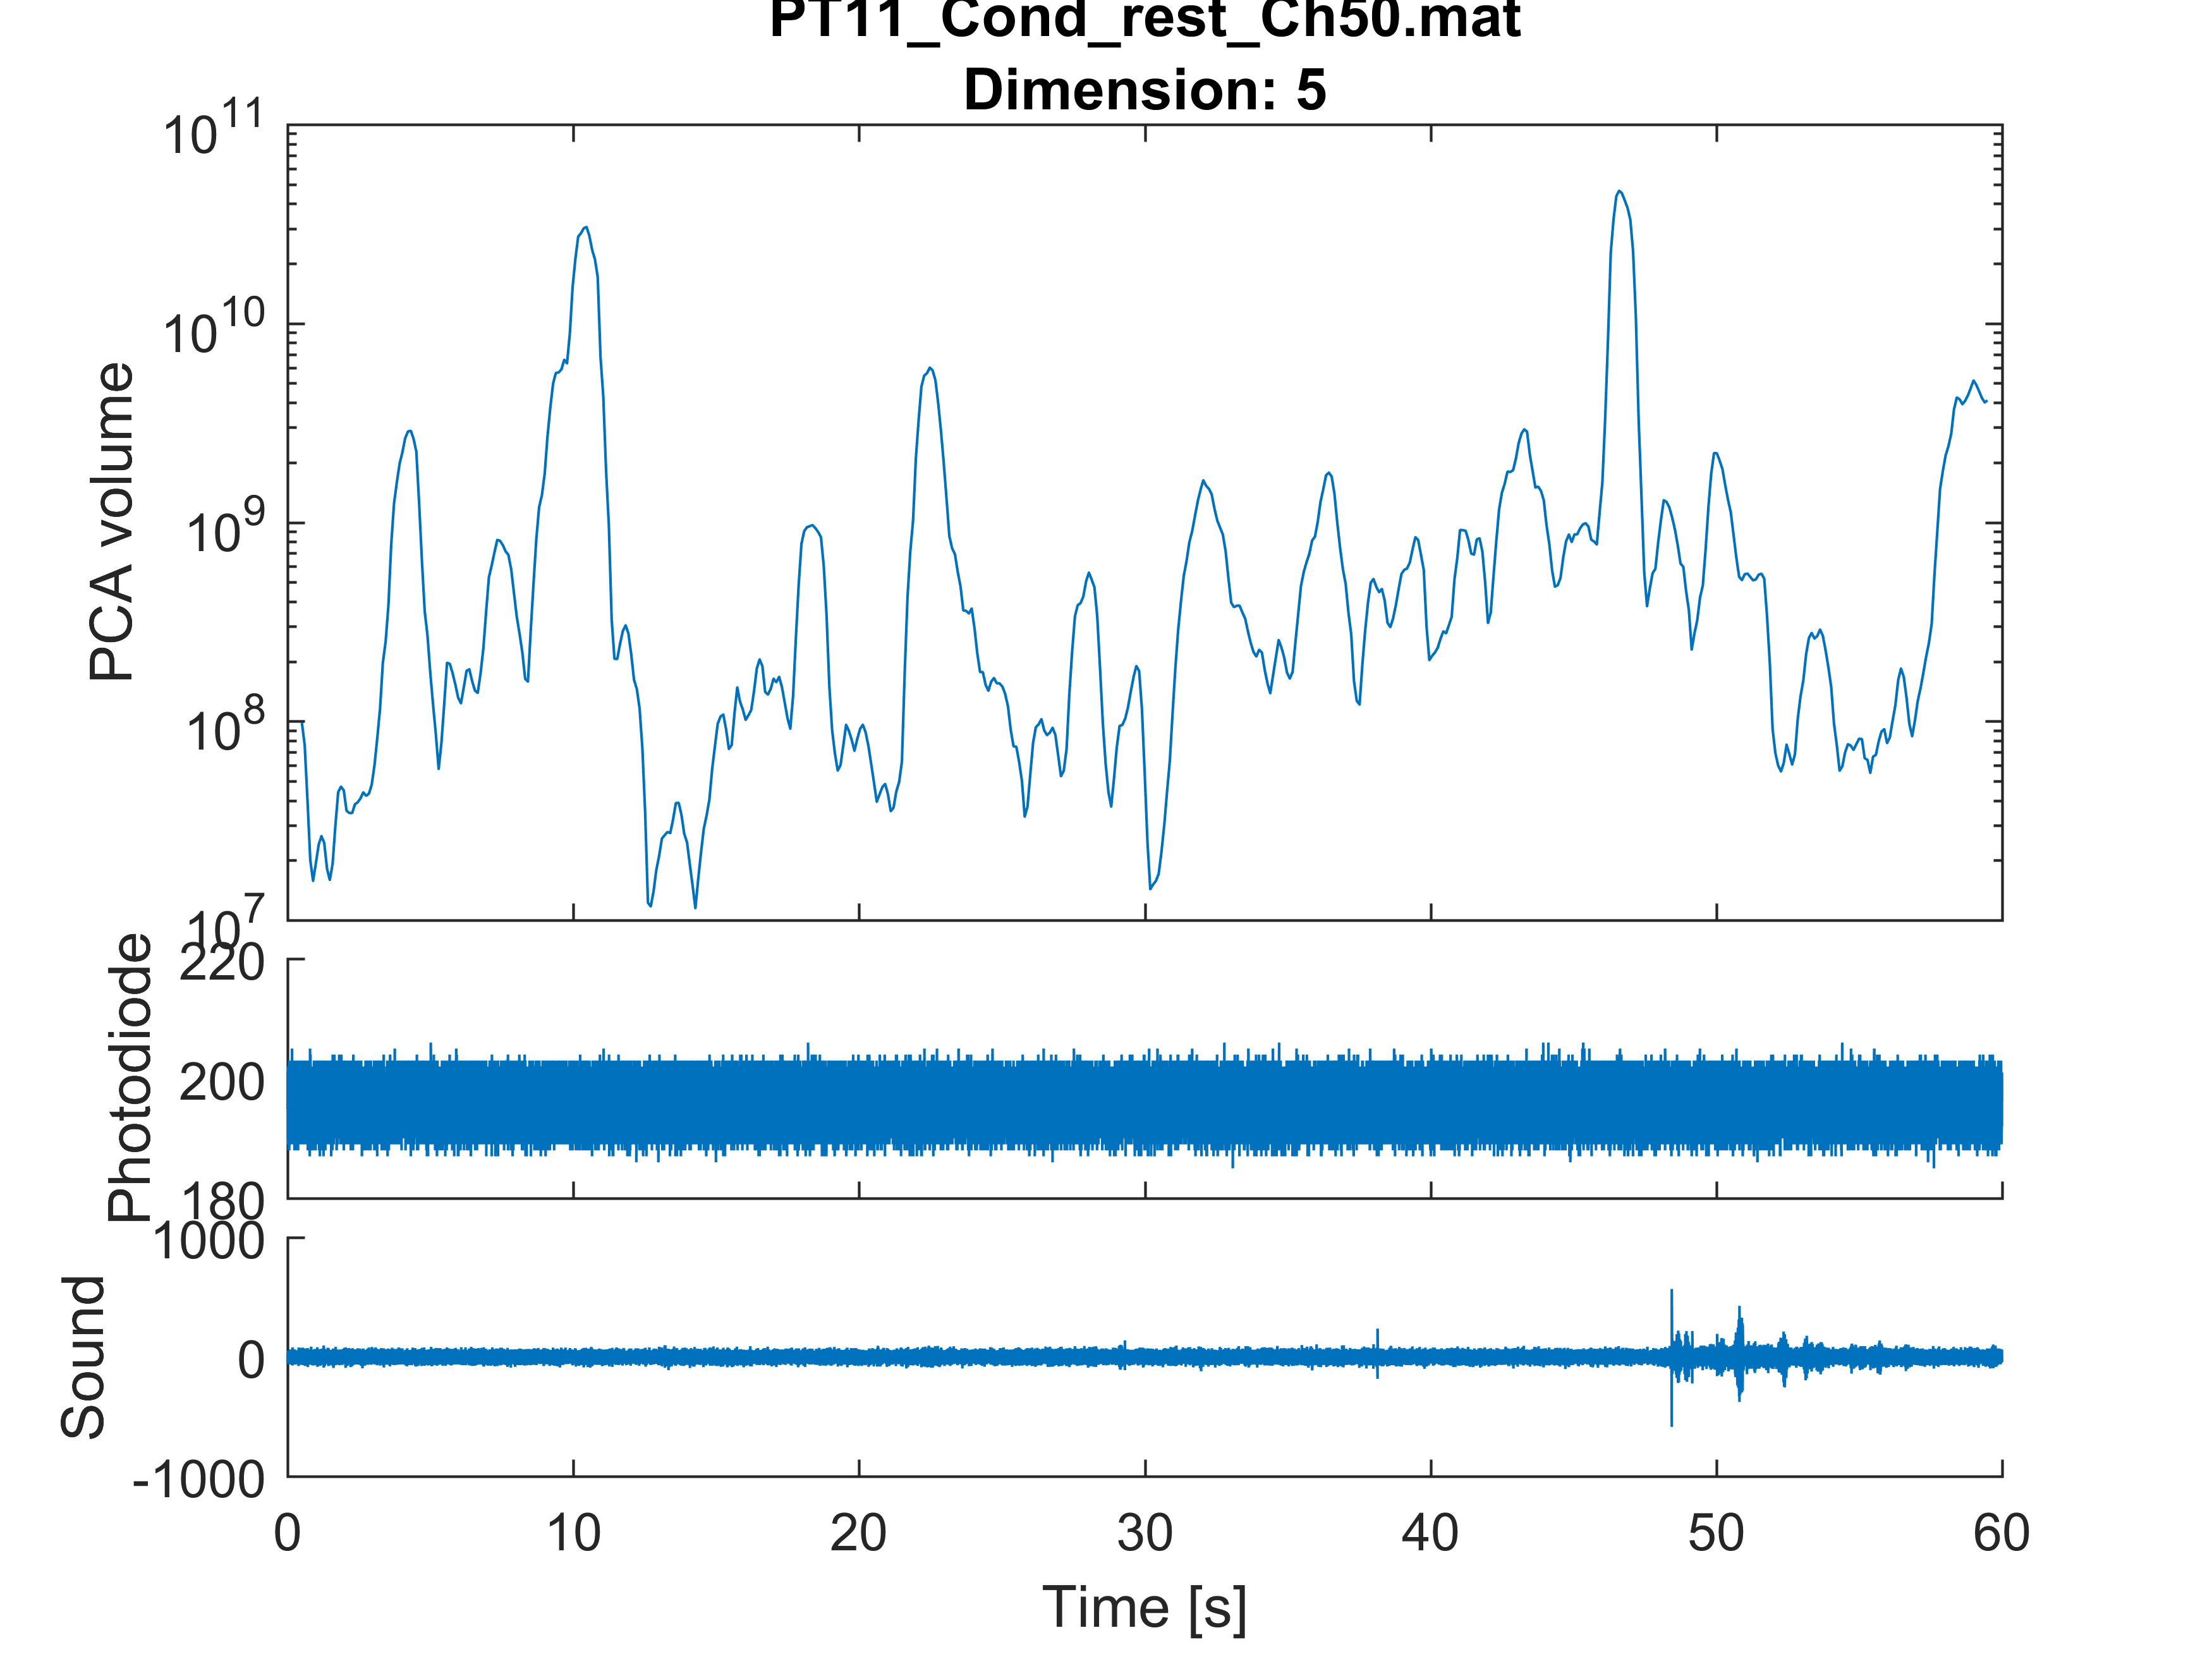 PT11_Cond_rest_Ch50.mat
Dimension: 5
10^11
10^10
10^9
10^8
10^7
PCA volume
220
200
180
Photodiode
1000
0
-1000
Sound
0 10 20 30 40 50 60
Time [s]